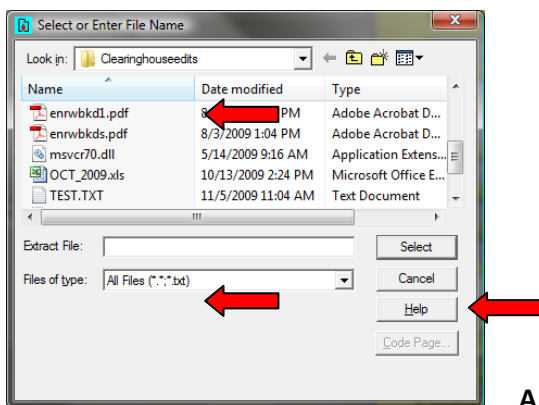 Select or Enter File Name
Look in: Clearinghouseedits
Name Date modified Type
enrwbkd1.pdf 8 PM Adobe Acrobat D...
enrwbkds.pdf 8/3/2009 1:04 PM Adobe Acrobat D...
msvcr70.dll 5/14/2009 9:16 AM Application Extens...
OCT_2009.xls 10/13/2009 2:24 PM Microsoft Office E...
TEST.TXT 11/5/2009 11:04 AM Text Document
Extract File: Select
Files of type: All Files (*.*;*.txt) Cancel
Help
Code Page...
A